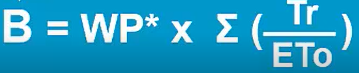 B = WP* x Σ (Tr/ETo)